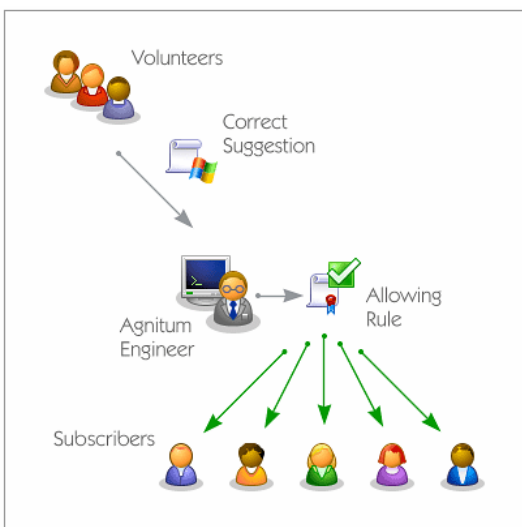 Volunteers
Correct
Suggestion
Agnitum
Engineer
Allowing
Rule
Subscribers